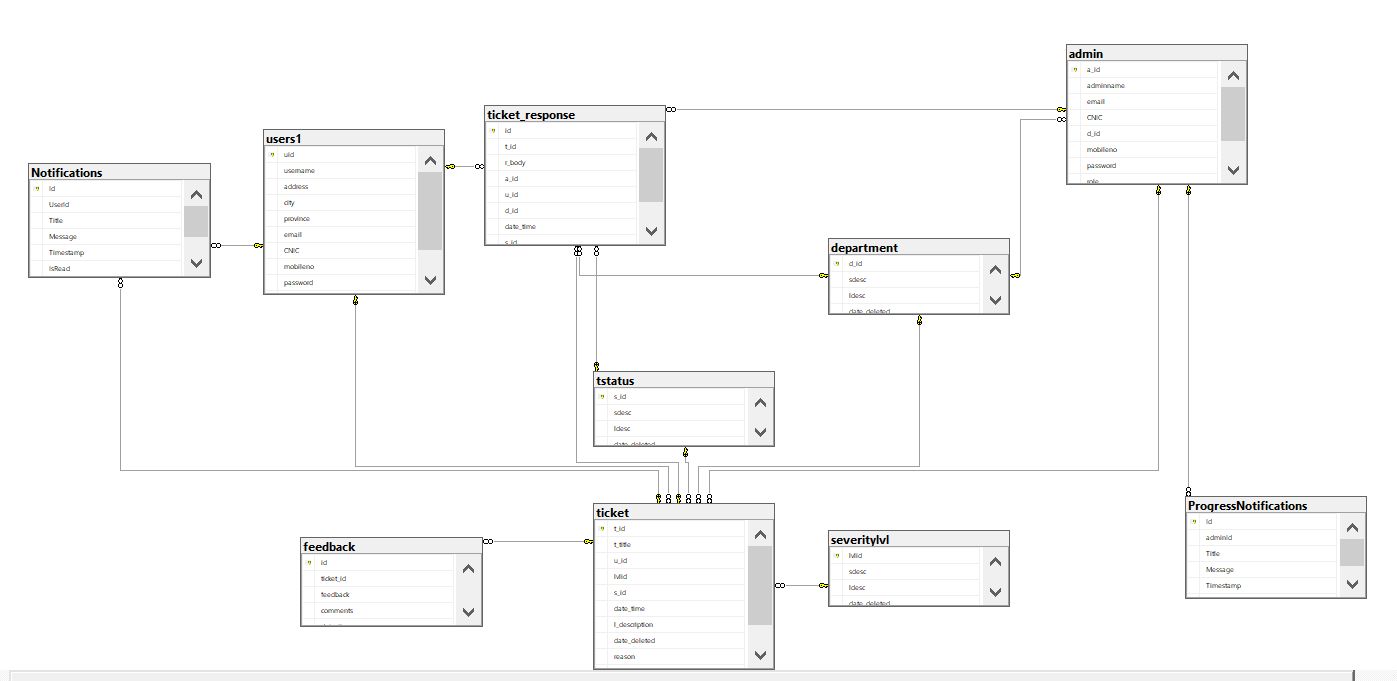 Notifications
Id
UserId
Title
Message
Timestamp
IsRead
users1
uid
username
address
city
province
email
CNIC
mobileno
password
ticket_response
id
t_id
r_body
a_id
u_id
d_id
date_time
s_id
admin
a_id
adminname
email
CNIC
d_id
mobileno
password
role
department
d_id
sdesc
ldesc
date_deleted
tstatus
s_id
sdesc
ldesc
date_deleted
feedback
id
ticket_id
feedback
comments
ticket
t_id
t_title
u_id
lvlid
s_id
date_time
l_description
date_deleted
reason
severitylvl
lvlid
sdesc
ldesc
date_deleted
ProgressNotifications
Id
adminId
Title
Message
Timestamp